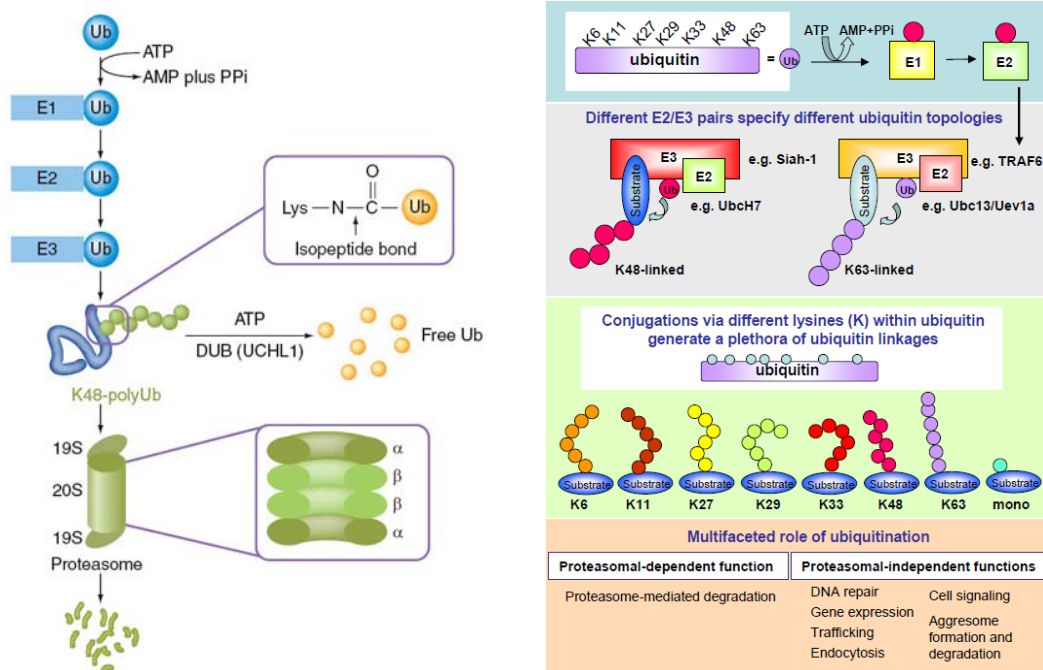 Ub
ATP
AMP plus PPi
E1
Ub
E2
Ub
E3
Ub
O
Lys – N – C – Ub
Isopeptide bond
ATP
DUB (UCHL1)
Free Ub
K48-polyUb
19S
20S
19S
Proteasome
α
β
β
α
K6 K11 K27 K29 K33 K48 K63
ubiquitin
= Ub
ATP
AMP+PPi
E1
E2
Different E2/E3 pairs specify different ubiquitin topologies
E3
e.g. Siah-1
Substrate
Ub
E2
e.g. UbcH7
K48-linked
E3
e.g. TRAF6
Substrate
Ub
E2
e.g. Ubc13/Uev1a
K63-linked
Conjugations via different lysines (K) within ubiquitin
generate a plethora of ubiquitin linkages
ubiquitin
Substrate Substrate Substrate Substrate Substrate Substrate Substrate Substrate
K6 K11 K27 K29 K33 K48 K63 mono
Multifaceted role of ubiquitination
Proteasomal-dependent function
Proteasome-mediated degradation
Proteasomal-independent functions
DNA repair
Gene expression
Trafficking
Endocytosis
Cell signaling
Aggresome
formation and
degradation